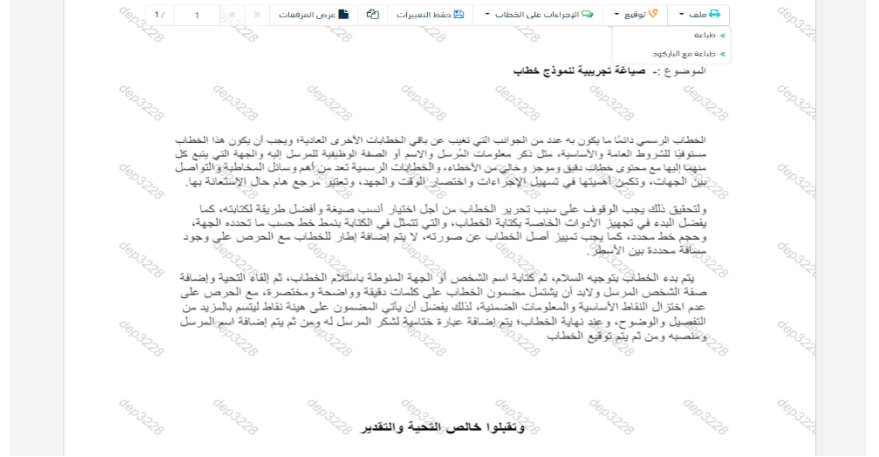 ملف توقيع الإجراءات على الخطاب حفظ التغييرات عرض المرفقات 1 / 1
» طباعة
» طباعة مع الباركود
الموضوع :- صياغة تجريبية لنموذج خطاب
الخطاب الرسمي دائمًا ما يكون به عدد من الجوانب التي تغيب عن باقي الخطابات الأخرى العادية؛ ويجب أن يكون هذا الخطاب
مستوفيًا للشروط العامة والأساسية، مثل ذكر معلومات المُرسل والاسم أو الصفة الوظيفية للمرسل إليه والجهة التي يتبع كل
منهما إليها مع محتوى خطاب دقيق وموجز وخالي من الأخطاء، والخطابات الرسمية تعد من أهم وسائل المخاطبة والتواصل
بين الجهات، وتكمن أهميتها في تسهيل الإجراءات واختصار الوقت والجهد، وتعتبر مرجع هام حال الاستعانة بها.
ولتحقيق ذلك يجب الوقوف على سبب تحرير الخطاب من أجل اختيار أنسب صيغة وأفضل طريقة لكتابته، كما
يفضل البدء في تجهيز الأدوات الخاصة بكتابة الخطاب، والتي تتمثل في الكتابة بنمط خط حسب ما تحدده الجهة،
وحجم خط محدد، كما يجب تمييز أصل الخطاب عن صورته، لا يتم إضافة إطار للخطاب مع الحرص على وجود
مسافة محددة بين الأسطر.
يتم بدء الخطاب بتوجيه السلام، ثم كتابة اسم الشخص أو الجهة المنوطة باستلام الخطاب، ثم إلقاء التحية وإضافة
صفة الشخص المرسل ولابد أن يشتمل مضمون الخطاب على كلمات دقيقة وواضحة ومختصرة، مع الحرص على
عدم اختزال النقاط الأساسية والمعلومات الضمنية، لذلك يفضل أن يأتي المضمون على هيئة نقاط ليتسم بالمزيد من
التفصيل والوضوح، وعند نهاية الخطاب؛ يتم إضافة عبارة ختامية لشكر المرسل له ومن ثم يتم إضافة اسم المرسل
ومنصبه ومن ثم يتم توقيع الخطاب
وتقبلوا خالص التحية والتقدير
dep3228